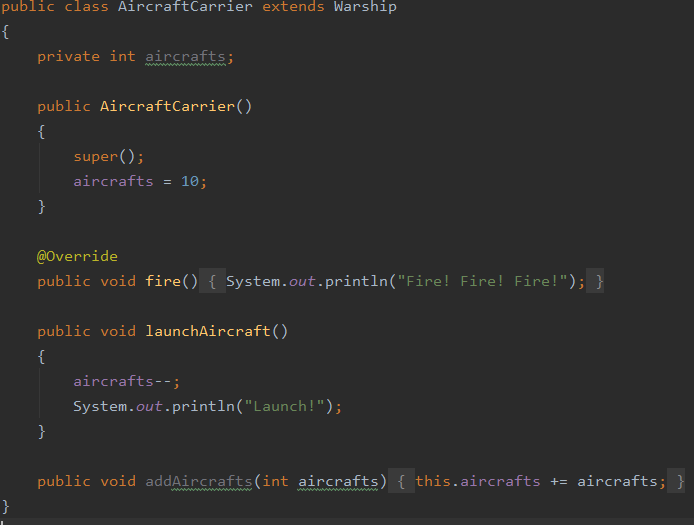 public class AircraftCarrier extends Warship
{
    private int aircrafts;

    public AircraftCarrier()
    {
        super();
        aircrafts = 10;
    }

    @Override
    public void fire() { System.out.println("Fire! Fire! Fire!"); }

    public void launchAircraft()
    {
        aircrafts--;
        System.out.println("Launch!");
    }

    public void addAircrafts(int aircrafts) { this.aircrafts += aircrafts; }
}